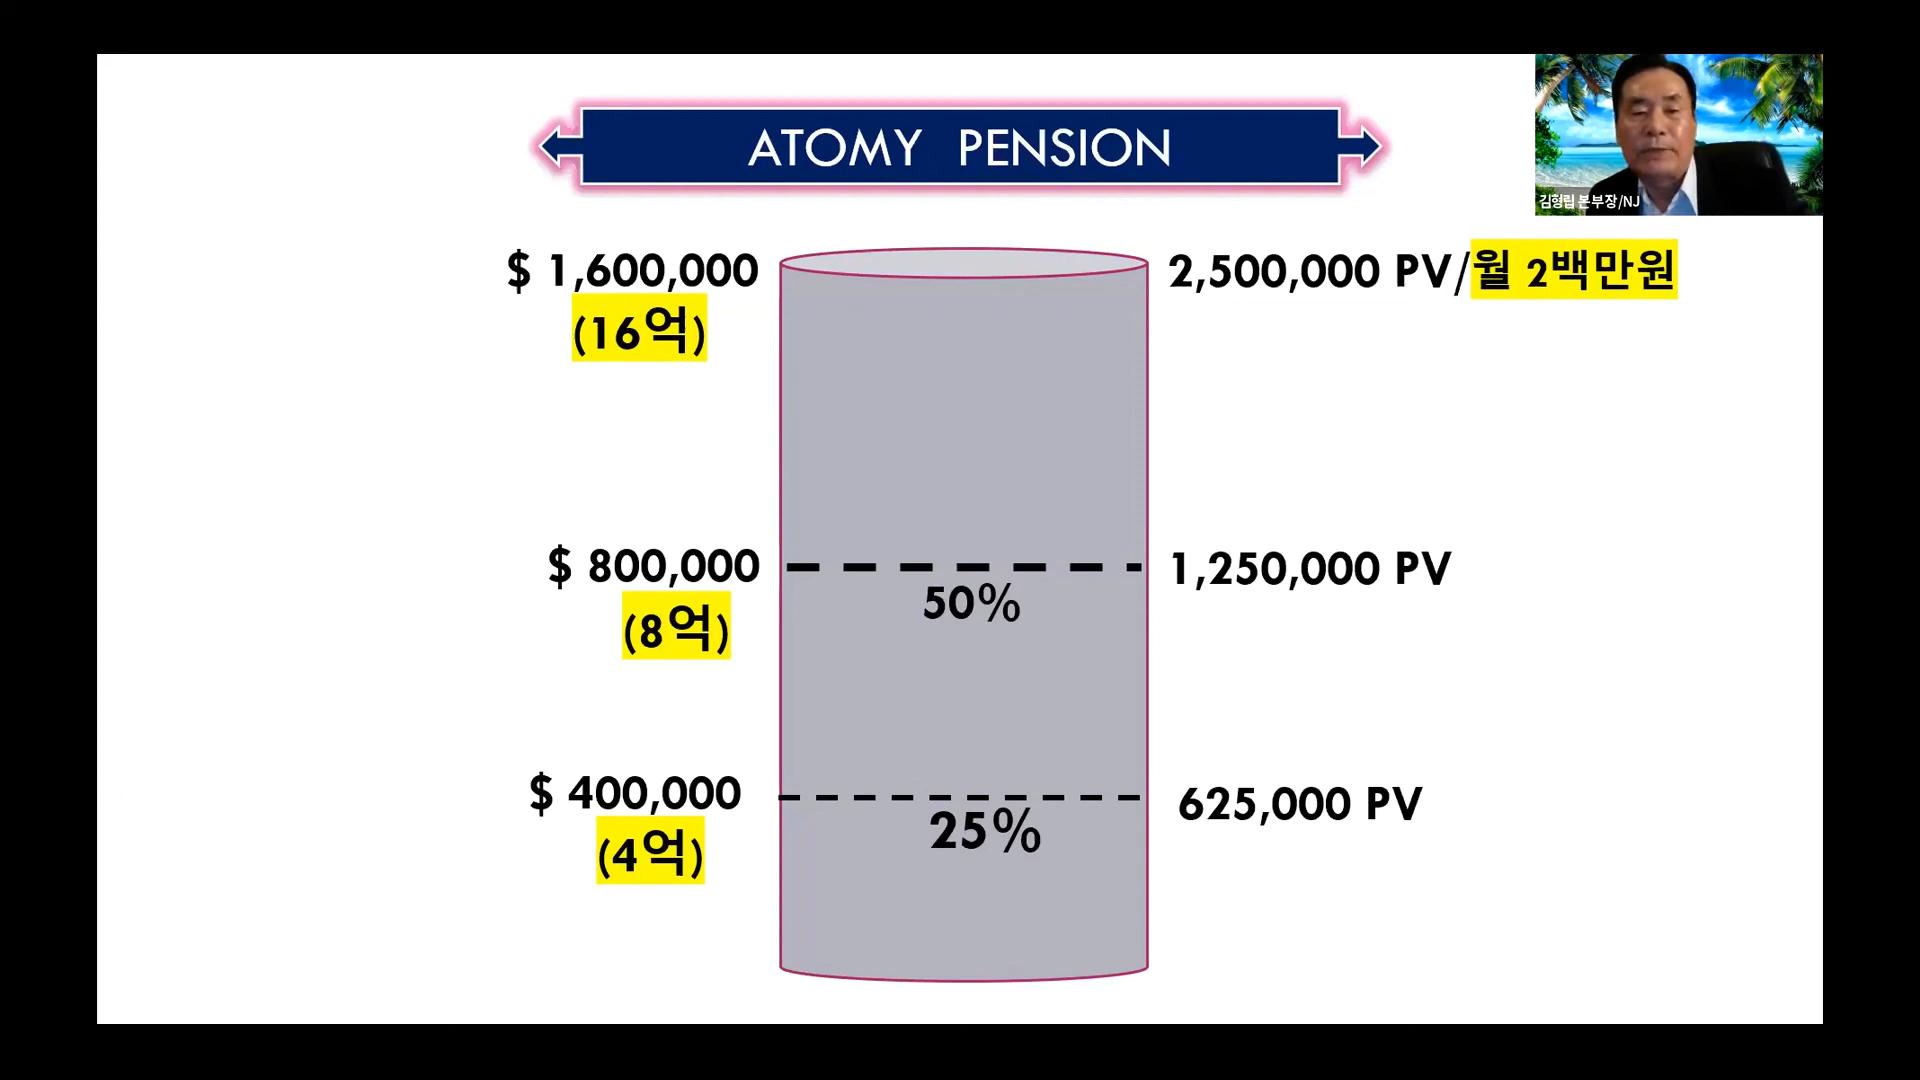 ATOMY PENSION
김형립 본부장/NJ
$ 1,600,000
(16억)
2,500,000 PV/월 2백만원
$ 800,000
(8억)
50%
1,250,000 PV
$ 400,000
(4억)
25%
625,000 PV